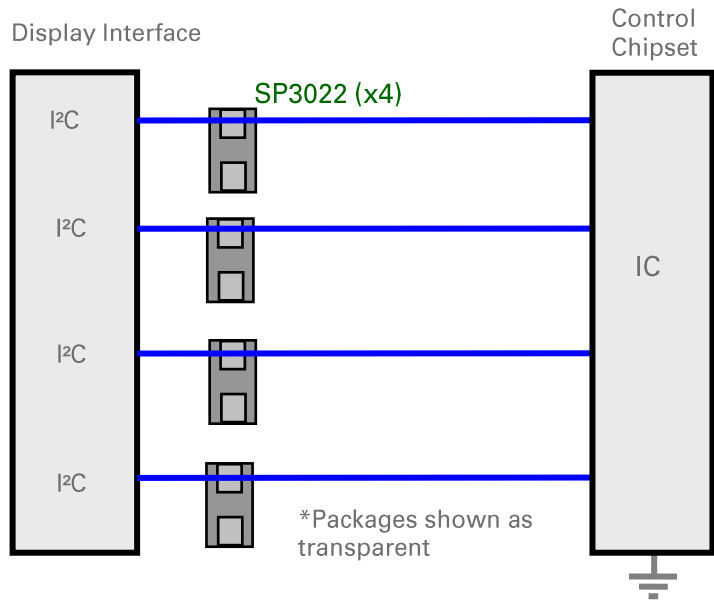 Display Interface
Control
Chipset
SP3022 (x4)
I²C
I²C
IC
I²C
I²C
*Packages shown as
transparent